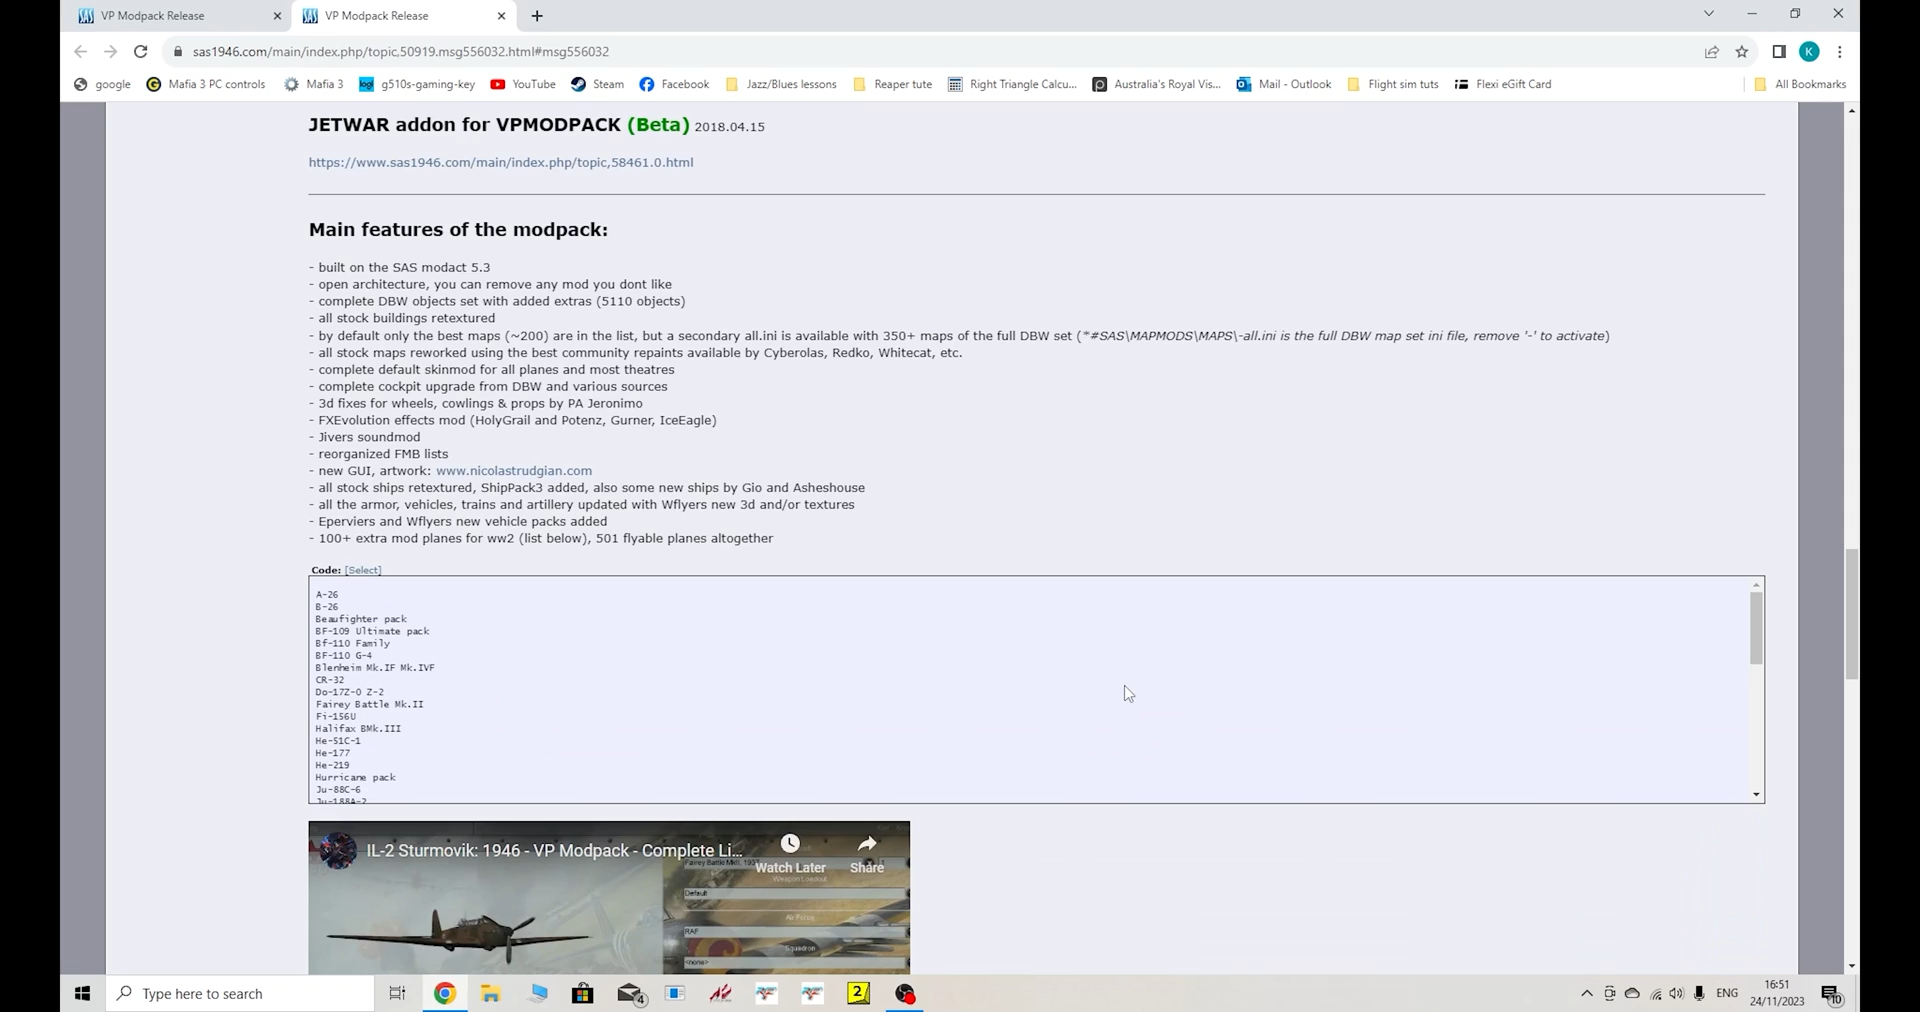 VP Modpack Release
VP Modpack Release
sas1946.com/main/index.php/topic,50919.msg556032.html#msg556032
K
google
Mafia 3 PC controls
Mafia 3
g510s-gaming-key
YouTube
Steam
Facebook
Jazz/Blues lessons
Reaper tute
Right Triangle Calcu...
Australia's Royal Vis...
Mail - Outlook
Flight sim tuts
Flexi eGift Card
All Bookmarks
JETWAR addon for VPMODPACK (Beta) 2018.04.15
https://www.sas1946.com/main/index.php/topic,58461.0.html
Main features of the modpack:
- built on the SAS modact 5.3
- open architecture, you can remove any mod you dont like
- complete DBW objects set with added extras (5110 objects)
- all stock buildings retextured
- by default only the best maps (~200) are in the list, but a secondary all.ini is available with 350+ maps of the full DBW set (*#SAS\MAPMODS\MAPS\-all.ini is the full DBW map set ini file, remove '-' to activate)
- all stock maps reworked using the best community repaints available by Cyberolas, Redko, Whitecat, etc.
- complete default skinmod for all planes and most theatres
- complete cockpit upgrade from DBW and various sources
- 3d fixes for wheels, cowlings & props by PA Jeronimo
- FXEvolution effects mod (HolyGrail and Potenz, Gurner, IceEagle)
- Jivers soundmod
- reorganized FMB lists
- new GUI, artwork: www.nicolastrudgian.com
- all stock ships retextured, ShipPack3 added, also some new ships by Gio and Asheshouse
- all the armor, vehicles, trains and artillery updated with Wflyers new 3d and/or textures
- Eperviers and Wflyers new vehicle packs added
- 100+ extra mod planes for ww2 (list below), 501 flyable planes altogether
Code: [Select]
A-26
B-26
Beaufighter pack
BF-109 Ultimate pack
Bf-110 Family
BF-110 G-4
Blenheim Mk.IF Mk.IVF
CR-32
Do-17Z-0 Z-2
Fairey Battle Mk.II
Fi-156U
Halifax BMk.III
He-51C-1
He-177
He-219
Hurricane pack
Ju-88C-6
Ju-188A-2
IL-2 Sturmovik: 1946 - VP Modpack - Complete Li...
Watch Later
Share
Weapon Loadout
Default
Air Force
RAF
Squadron
<none>
Type here to search
4
2
ENG
16:51
24/11/2023
10